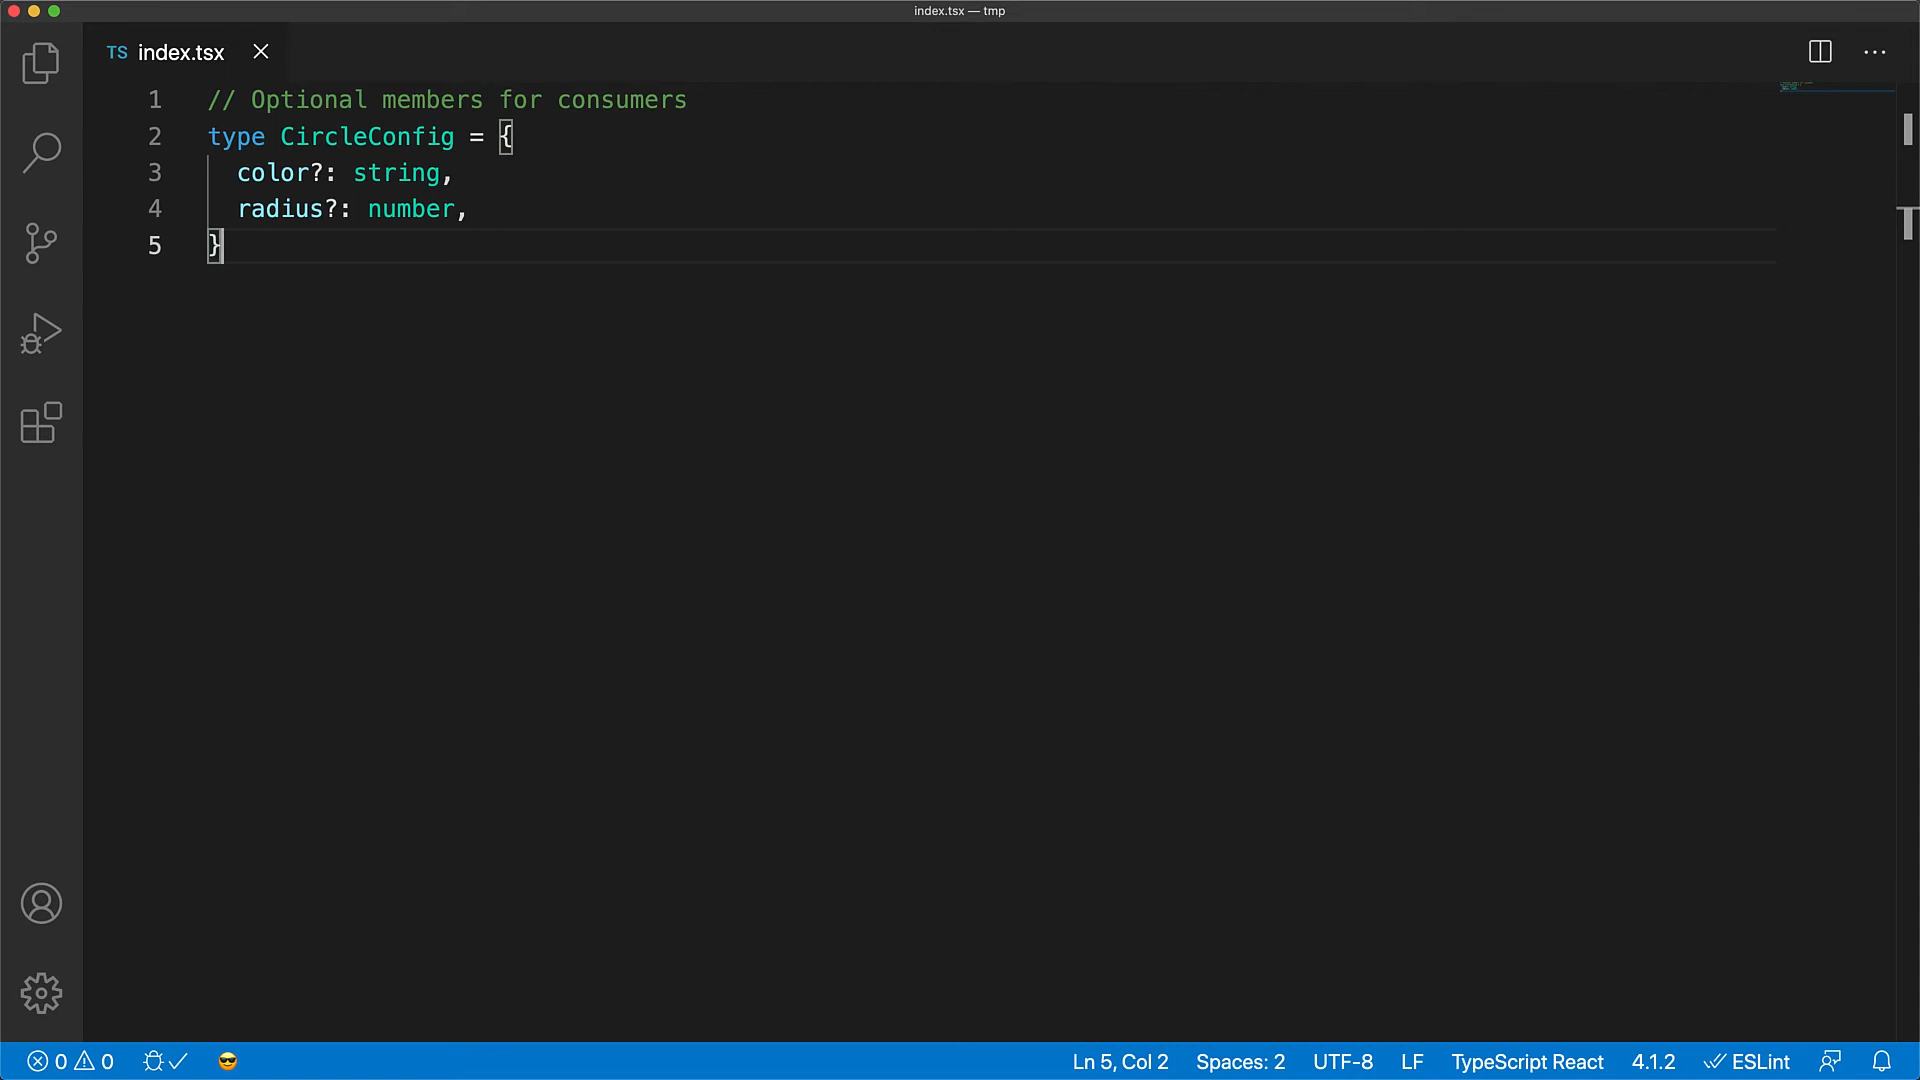 index.tsx — tmp
TS index.tsx
1 // Optional members for consumers
2 type CircleConfig = {
3   color?: string,
4   radius?: number,
5 }
0 0 Ln 5, Col 2 Spaces: 2 UTF-8 LF TypeScript React 4.1.2 ESLint